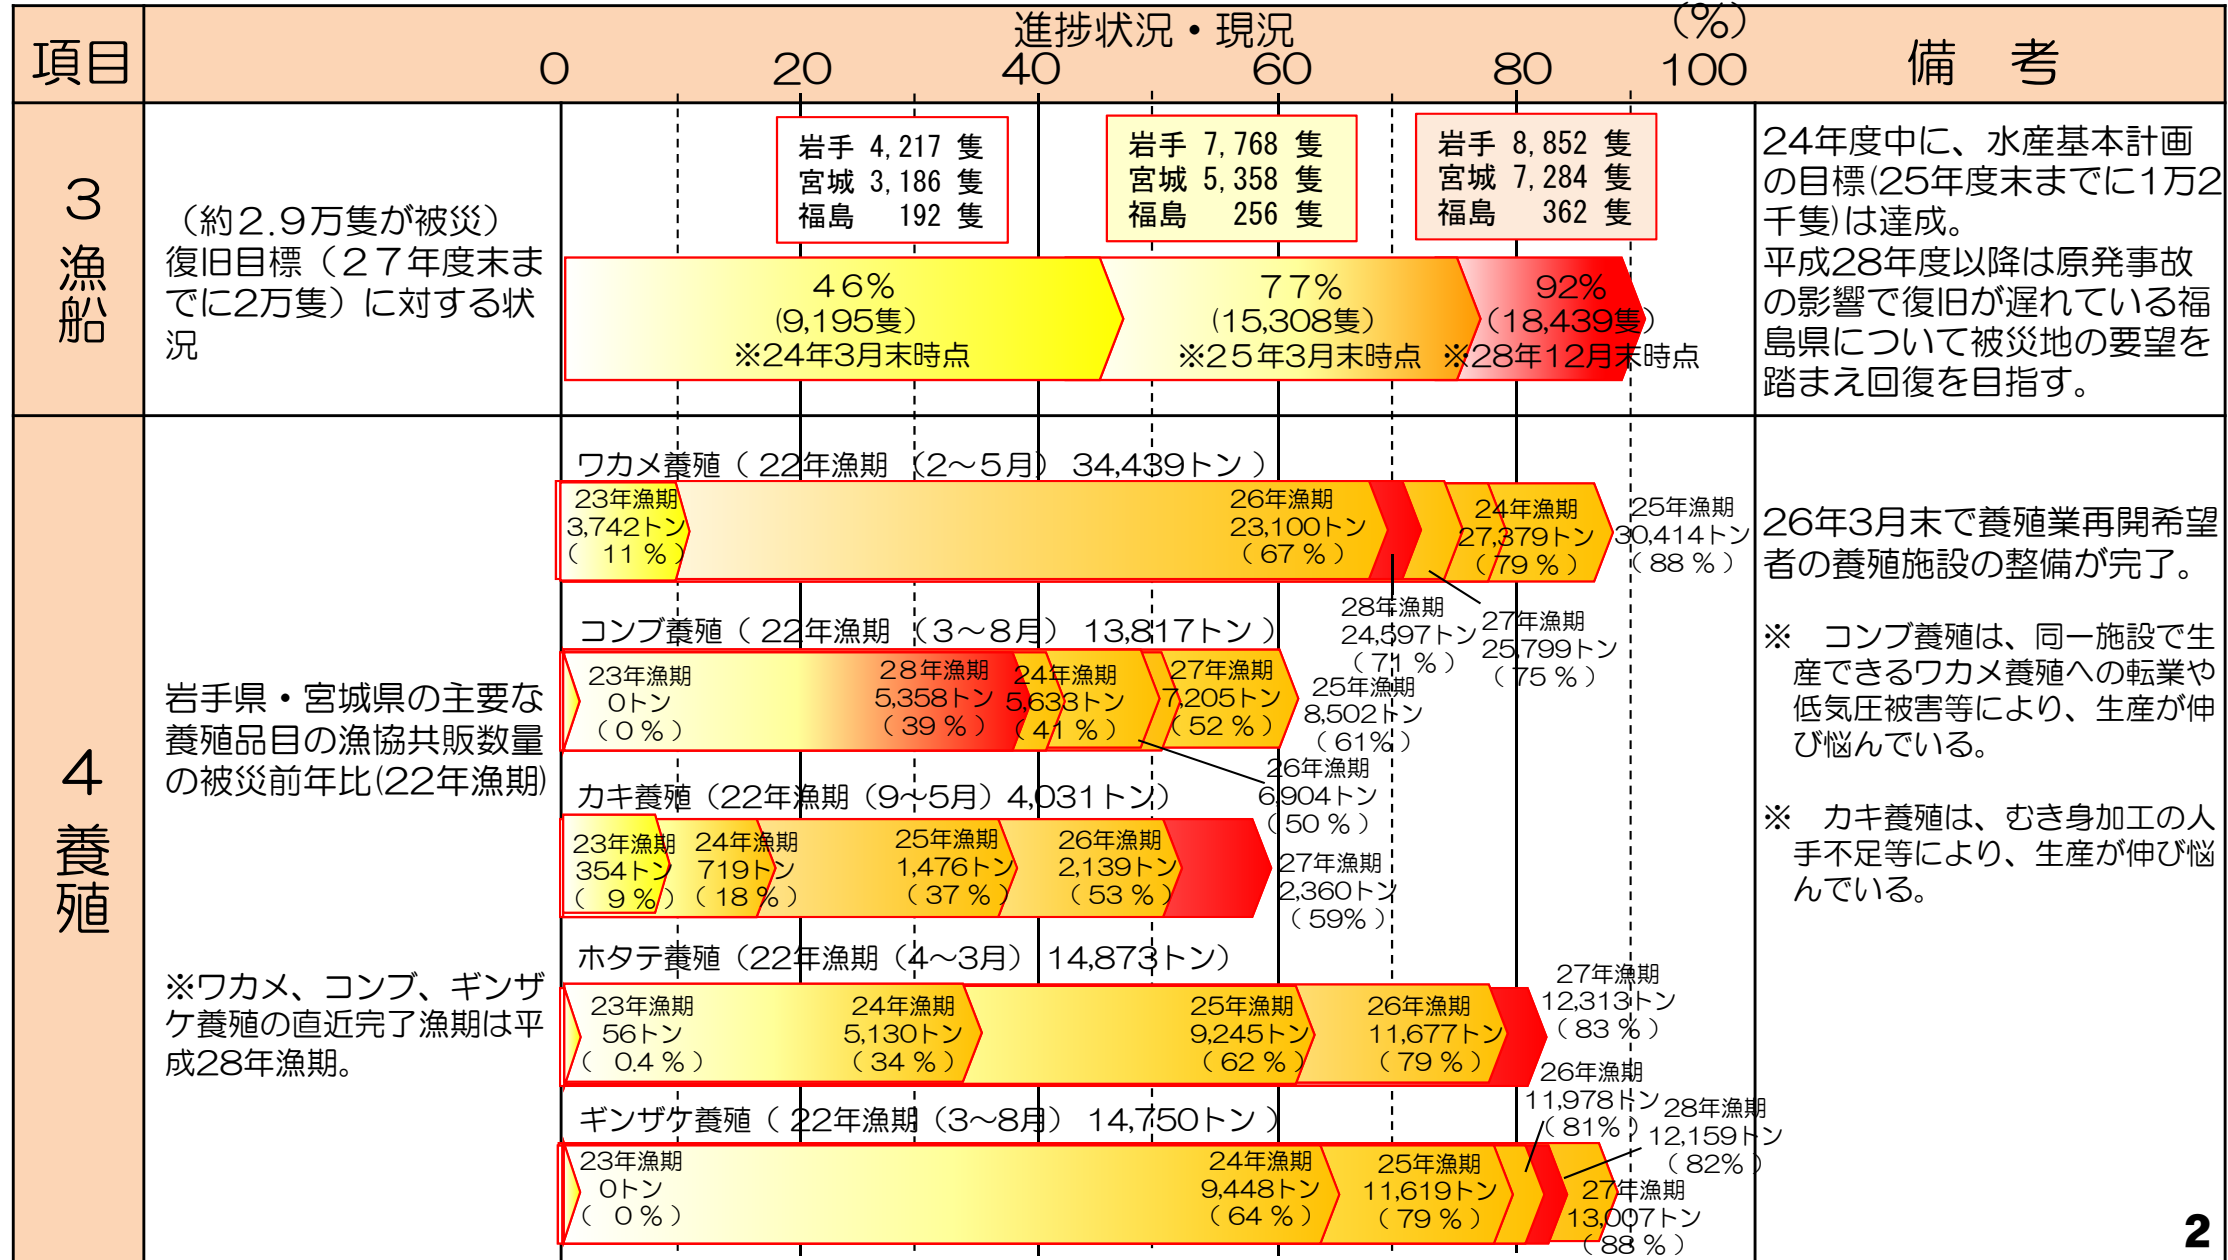 項目
進捗状況・現況
(%)
0 20 40 60 80 100
備 考
3
漁
船
（約2.9万隻が被災）
復旧目標（27年度末ま
でに2万隻）に対する状
況
岩手 4,217 隻
宮城 3,186 隻
福島 192 隻
岩手 7,768 隻
宮城 5,358 隻
福島 256 隻
岩手 8,852 隻
宮城 7,284 隻
福島 362 隻
46%
(9,195隻)
※24年3月末時点
77%
(15,308隻)
※25年3月末時点
92%
(18,439隻)
※28年12月末時点
24年度中に、水産基本計画
の目標(25年度末までに1万2
千隻)は達成。
平成28年度以降は原発事故
の影響で復旧が遅れている福
島県について被災地の要望を
踏まえ回復を目指す。
4
養
殖
岩手県・宮城県の主要な
養殖品目の漁協共販数量
の被災前年比(22年漁期)
※ワカメ、コンブ、ギンザ
ケ養殖の直近完了漁期は平
成28年漁期。
ワカメ養殖（ 22年漁期 （2～5月） 34,439トン ）
23年漁期
3,742トン
（ 11 % ）
26年漁期
23,100トン
（ 67 % ）
24年漁期
27,379トン
（ 79 % ）
25年漁期
30,414トン
（ 88 % ）
28年漁期
24,597トン
（ 71 % ）
27年漁期
25,799トン
（ 75 % ）
コンブ養殖（ 22年漁期 （3～8月） 13,817トン ）
23年漁期
0トン
（ 0 % ）
28年漁期
5,358トン
（ 39 % ）
24年漁期
5,633トン
（ 41 % ）
27年漁期
7,205トン
（ 52 % ）
25年漁期
8,502トン
（ 61% ）
26年漁期
6,904トン
（ 50 % ）
カキ養殖（22年漁期（9～5月）4,031トン）
23年漁期
354トン
（ 9 % ）
24年漁期
719トン
（ 18 % ）
25年漁期
1,476トン
（ 37 % ）
26年漁期
2,139トン
（ 53 % ）
27年漁期
2,360トン
（ 59% ）
ホタテ養殖（22年漁期（4～3月） 14,873トン）
23年漁期
56トン
（ 0.4 % ）
24年漁期
5,130トン
（ 34 % ）
25年漁期
9,245トン
（ 62 % ）
26年漁期
11,677トン
（ 79 % ）
27年漁期
12,313トン
（ 83 % ）
ギンザケ養殖（ 22年漁期（3～8月） 14,750トン ）
23年漁期
0トン
（ 0 % ）
24年漁期
9,448トン
（ 64 % ）
25年漁期
11,619トン
（ 79 % ）
26年漁期
11,978トン
（ 81% ）
28年漁期
12,159トン
（ 82% ）
27年漁期
13,007トン
（ 88 % ）
26年3月末で養殖業再開希望
者の養殖施設の整備が完了。
※ コンブ養殖は、同一施設で生
産できるワカメ養殖への転業や
低気圧被害等により、生産が伸
び悩んでいる。
※ カキ養殖は、むき身加工の人
手不足等により、生産が伸び悩
んでいる。
2